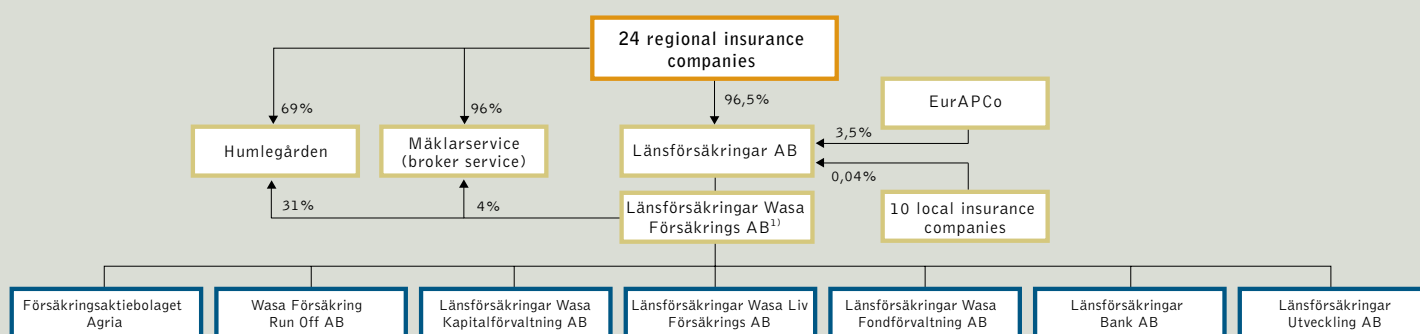 24 regional insurance
companies
69%
96%
96,5%
EurAPCo
3,5%
Humlegården
Mäklarservice
(broker service)
Länsförsäkringar AB
0,04%
31%
4%
Länsförsäkringar Wasa
Försäkrings AB1)
10 local insurance
companies
Försäkringsaktiebolaget
Agria
Wasa Försäkring
Run Off AB
Länsförsäkringar Wasa
Kapitalförvaltning AB
Länsförsäkringar Wasa Liv
Försäkrings AB
Länsförsäkringar Wasa
Fondförvaltning AB
Länsförsäkringar
Bank AB
Länsförsäkringar
Utveckling AB